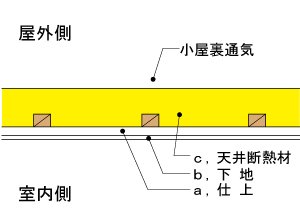 屋外側
小屋裏通気
c, 天井断熱材
b, 下 地
a, 仕 上
室内側